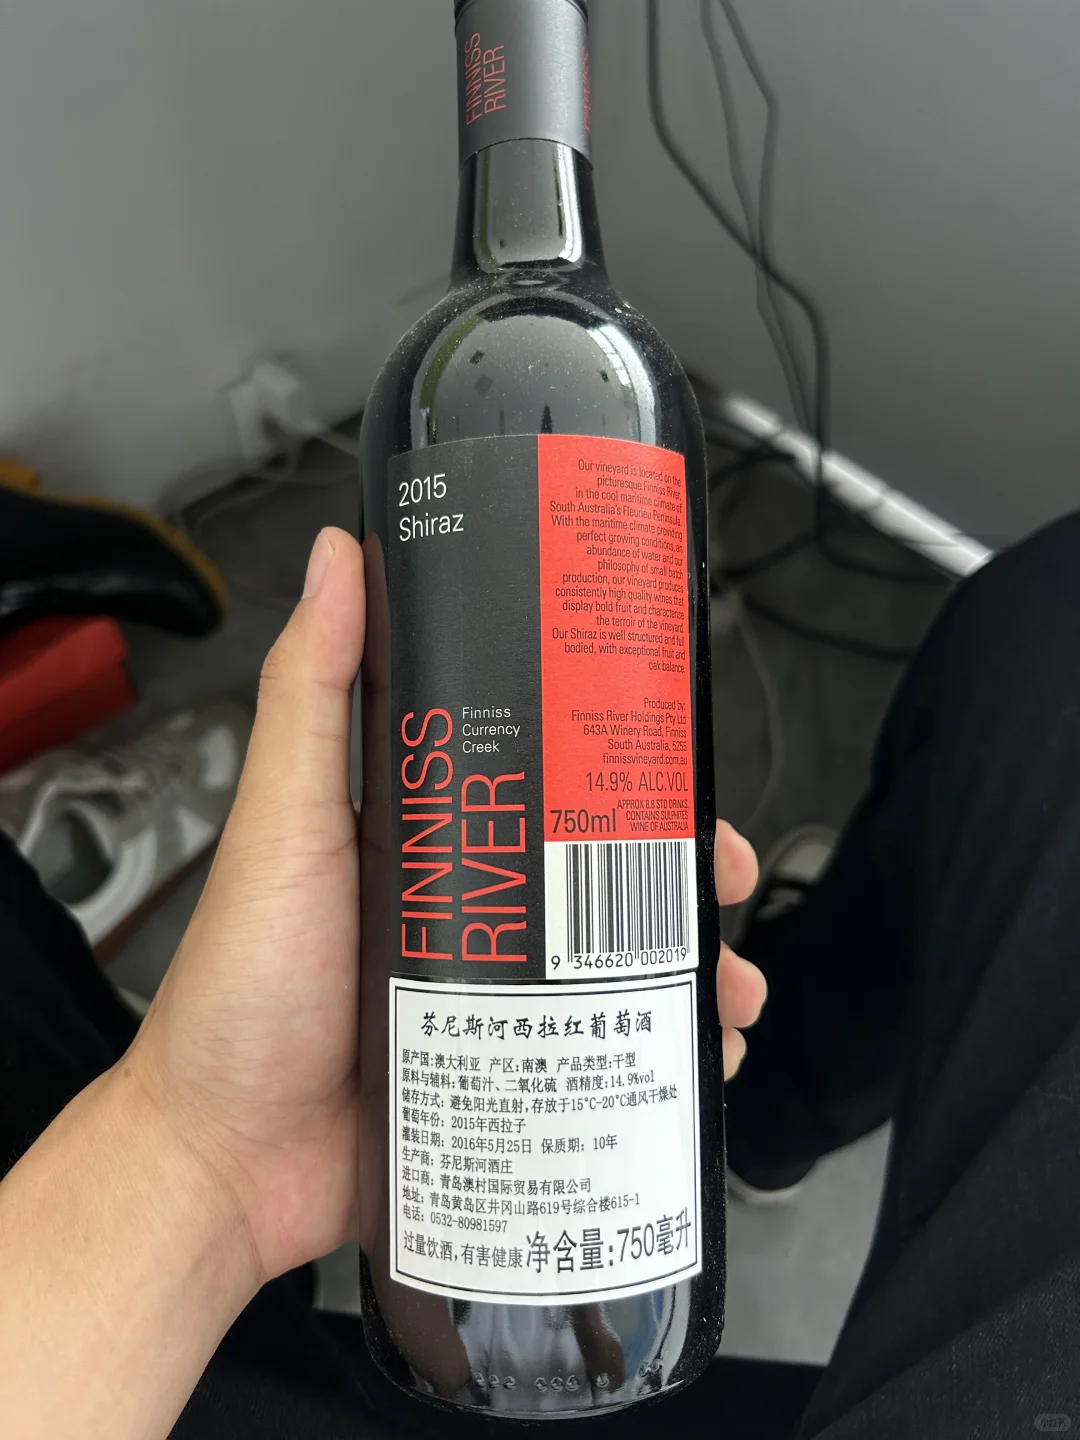 FINNISS
RIVER
2015
Shiraz
Finniss
Currency
Creek
FINNISS
RIVER
Our vineyard is located on the
picturesque Finniss River,
in the cool maritime climate of
South Australia's Fleurieu Peninsula.
With the maritime climate providing
perfect growing conditions, an
abundance of water and our
philosophy of small batch
production, our vineyard produces
consistently high quality wines that
display bold fruit and characterise
the terroir of the vineyard.
Our Shiraz is well structured and full
bodied, with exceptional fruit and
oak balance.
Produced by:
Finniss River Holdings Pty Ltd
643A Winery Road, Finniss
South Australia, 5255
finnissvineyard.com.au
14.9% ALC.VOL
750ml
APPROX 8.8 STD DRINKS
CONTAINS SULPHITES
WINE OF AUSTRALIA
9 346620 002019
芬尼斯河西拉红葡萄酒
原产国:澳大利亚 产区:南澳 产品类型:干型
原料与辅料:葡萄汁、二氧化硫 酒精度:14.9%vol
储存方式: 避免阳光直射,存放于15°C-20°C通风干燥处
葡萄年份: 2015年西拉子
灌装日期: 2016年5月25日 保质期: 10年
生产商: 芬尼斯河酒庄
进口商: 青岛澳村国际贸易有限公司
地址: 青岛黄岛区井冈山路619号综合楼615-1
电话: 0532-80981597
过量饮酒,有害健康 净含量:750毫升
小红书